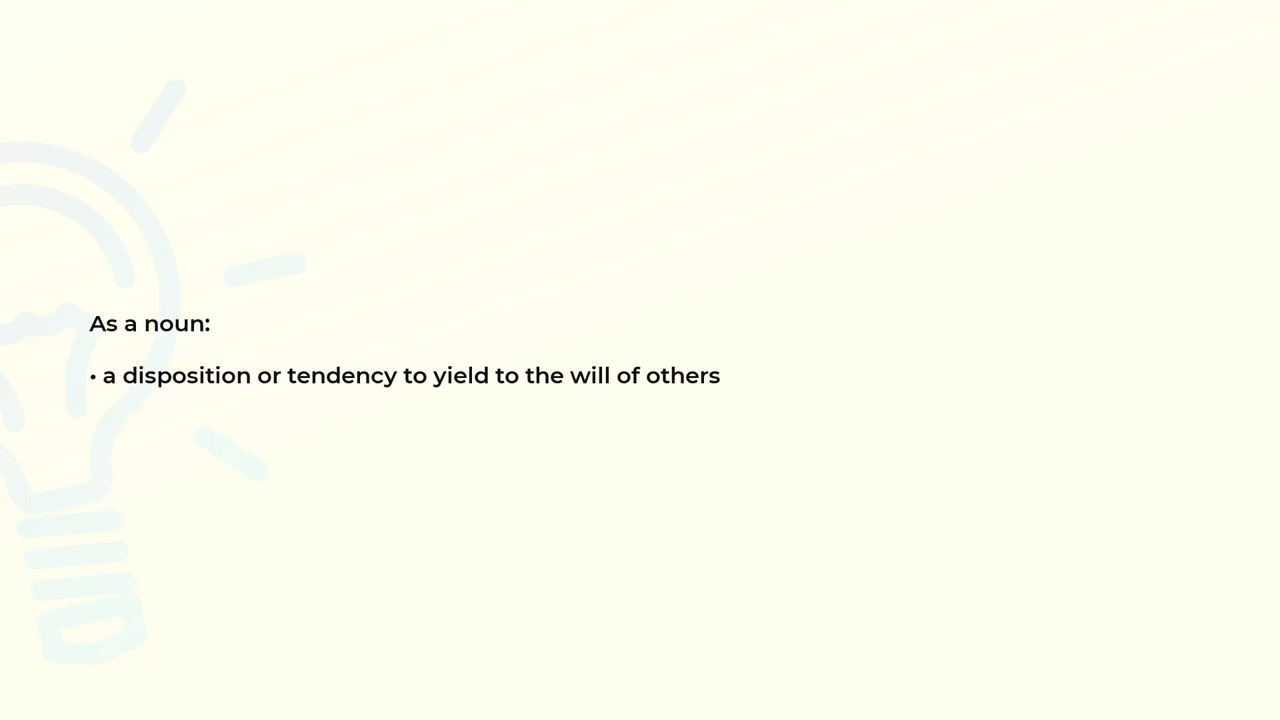 As a noun:
• a disposition or tendency to yield to the will of others